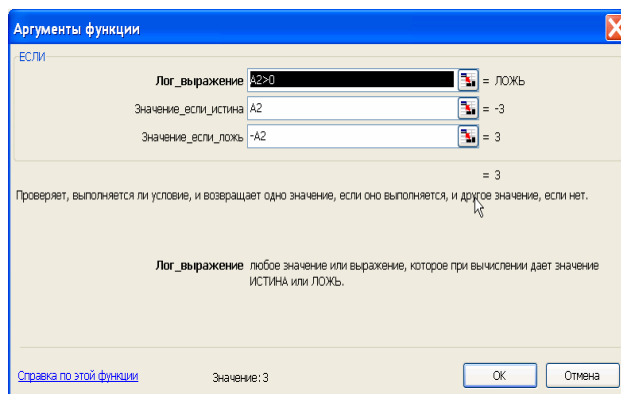 Аргументы функции
ЕСЛИ
Лог_выражение A2>0 = ЛОЖЬ
Значение_если_истина A2 = -3
Значение_если_ложь -A2 = 3
= 3
Проверяет, выполняется ли условие, и возвращает одно значение, если оно выполняется, и другое значение, если нет.
Лог_выражение любое значение или выражение, которое при вычислении дает значение
ИСТИНА или ЛОЖЬ.
Справка по этой функции Значение:3 ОК Отмена